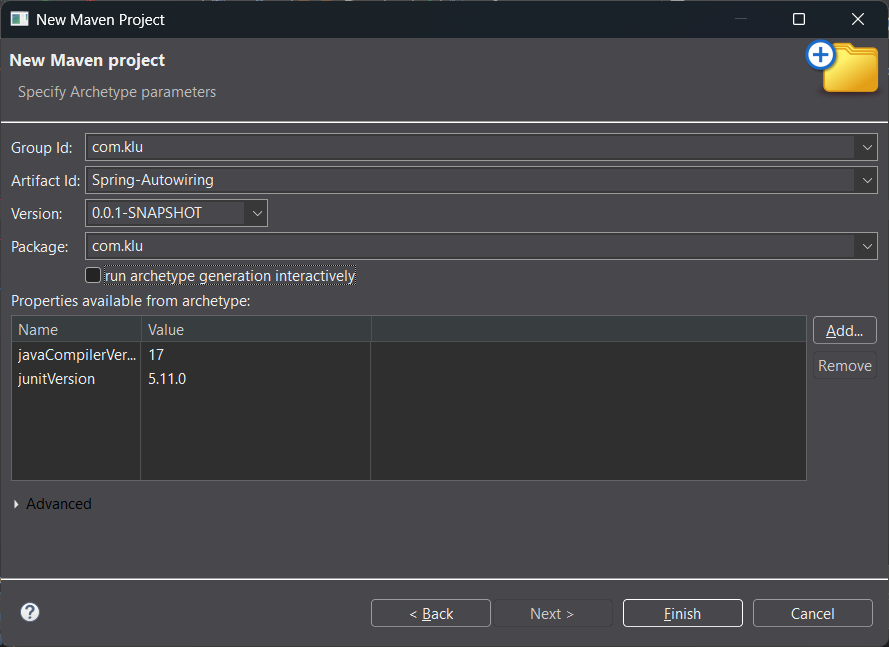 New Maven Project
New Maven project
Specify Archetype parameters
Group Id: com.klu
Artifact Id: Spring-Autowiring
Version: 0.0.1-SNAPSHOT
Package: com.klu
run archetype generation interactively
Properties available from archetype:
Name Value
javaCompilerVer... 17
junitVersion 5.11.0
Add...
Remove
Advanced
?
< Back Next > Finish Cancel